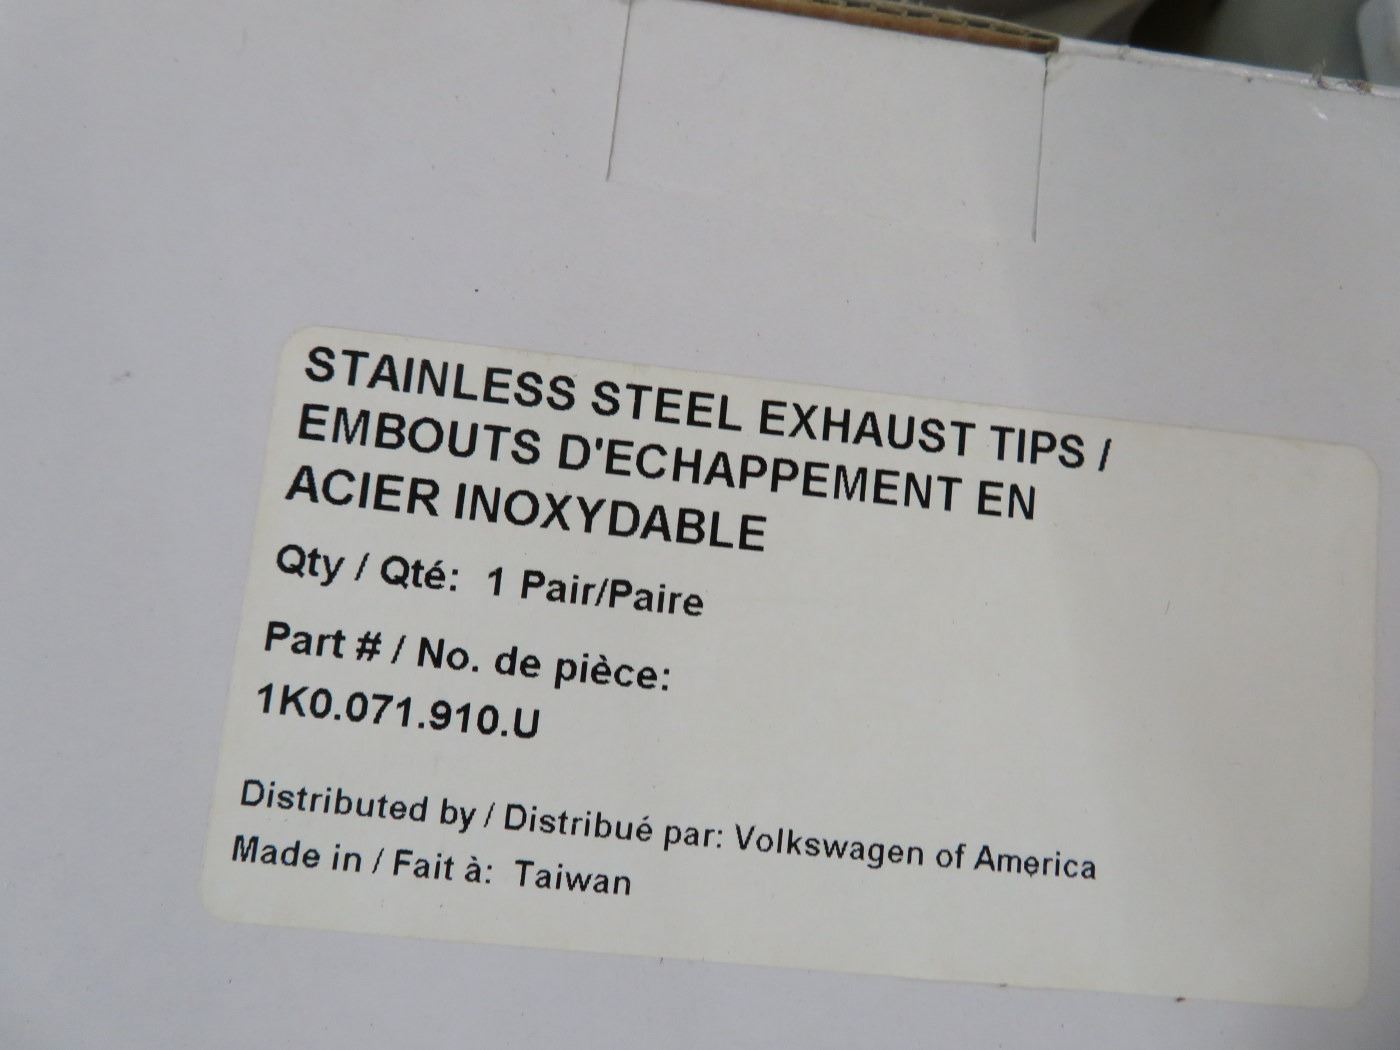 STAINLESS STEEL EXHAUST TIPS /
EMBOUTS D'ECHAPPEMENT EN
ACIER INOXYDABLE
Qty / Qté: 1 Pair/Paire
Part # / No. de pièce:
1K0.071.910.U
Distributed by / Distribué par: Volkswagen of America
Made in / Fait à: Taiwan